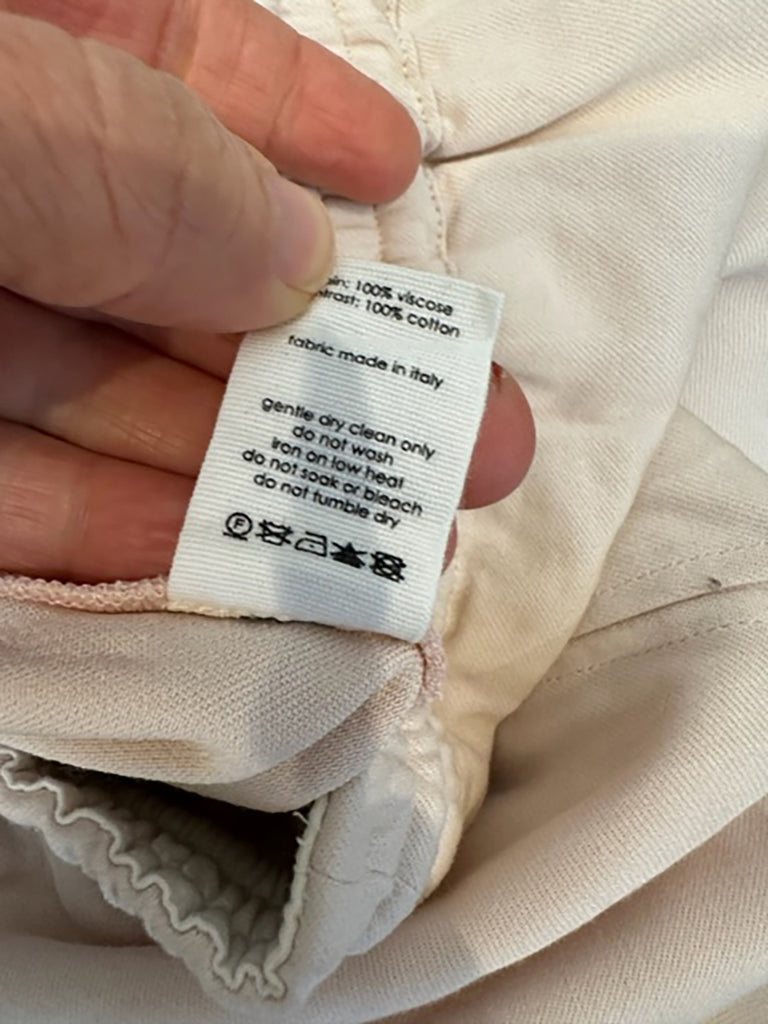 100% viscose
100% cotton
fabric made in italy
gentle dry clean only
do not wash
iron on low heat
do not soak or bleach
do not tumble dry
F